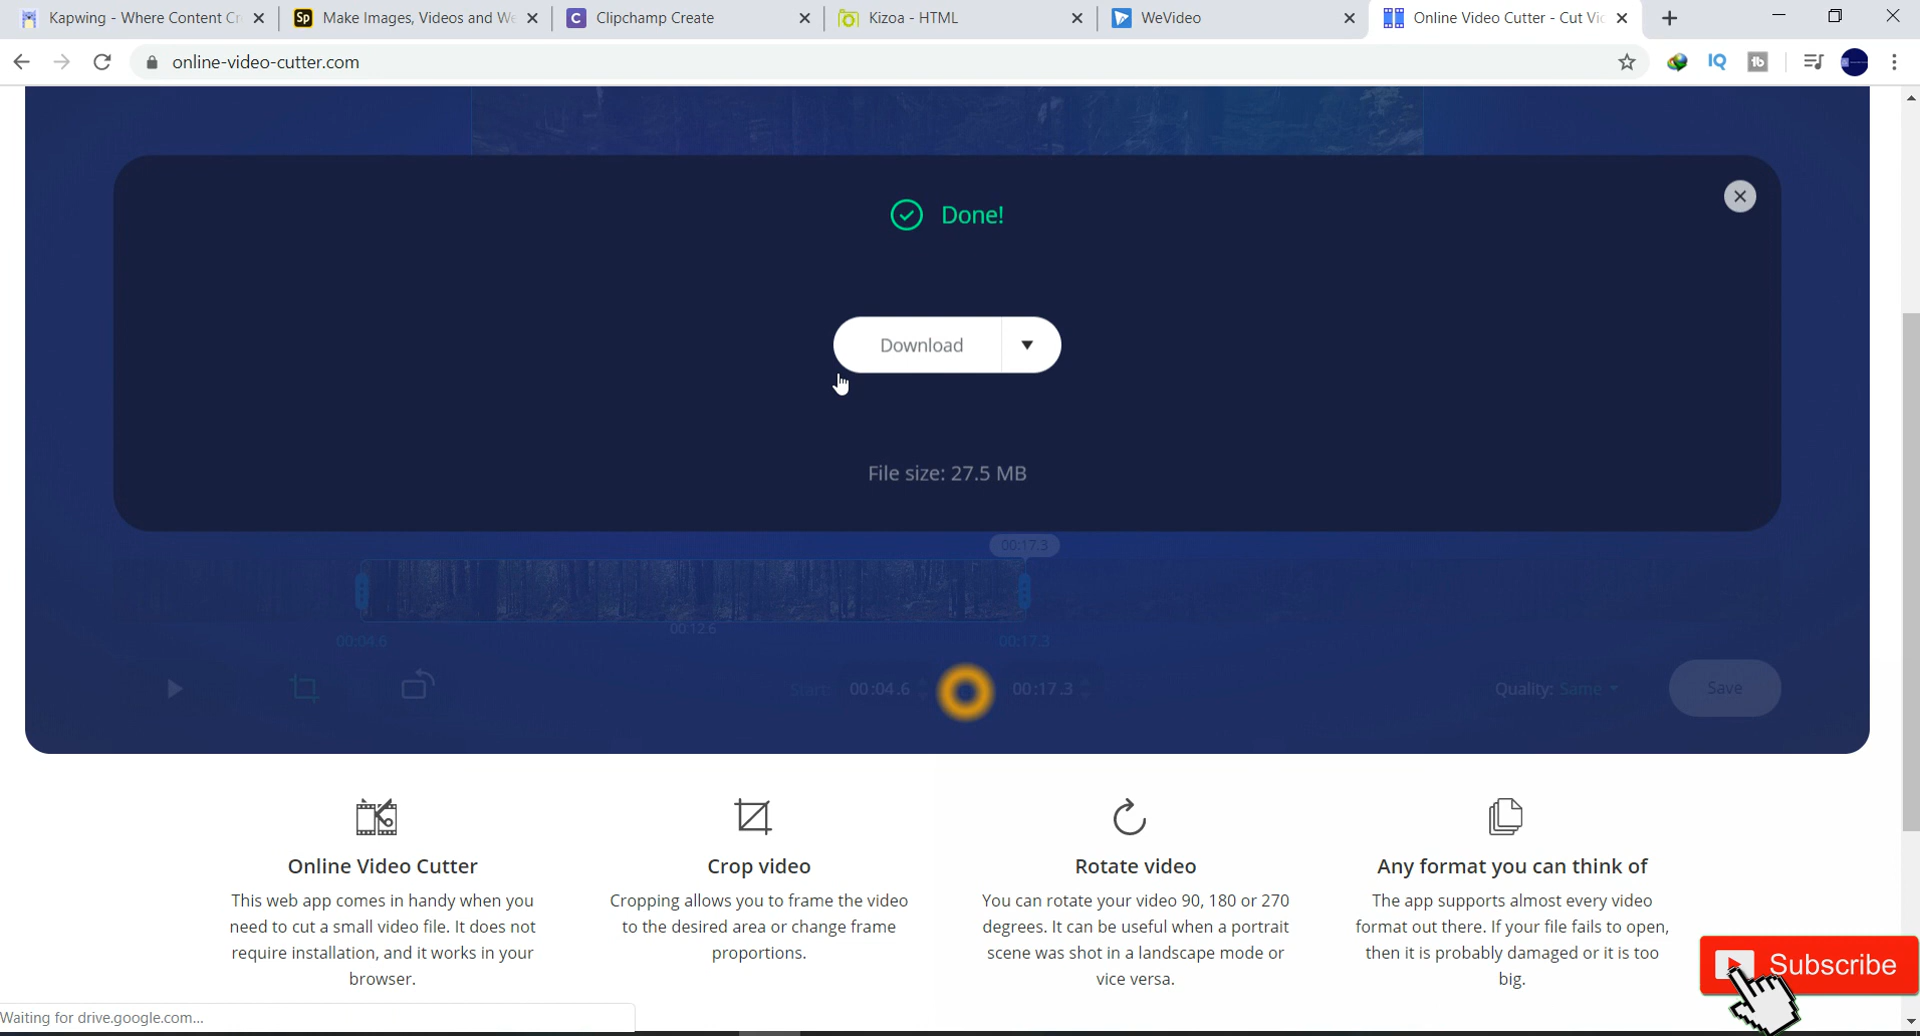 Kapwing - Where Content Cr
Make Images, Videos and We
Clipchamp Create
Kizoa - HTML
WeVideo
Online Video Cutter - Cut Vid
online-video-cutter.com
IQ
tb
Done!
Download
File size: 27.5 MB
00:17.3
00:12.6
00:04.6
00:17.3
Start: 00:04.6
00:17.3
Quality: Same
Save
Online Video Cutter
This web app comes in handy when you
need to cut a small video file. It does not
require installation, and it works in your
browser.
Crop video
Cropping allows you to frame the video
to the desired area or change frame
proportions.
Rotate video
You can rotate your video 90, 180 or 270
degrees. It can be useful when a portrait
scene was shot in a landscape mode or
vice versa.
Any format you can think of
The app supports almost every video
format out there. If your file fails to open,
then it is probably damaged or it is too
big.
Subscribe
Waiting for drive.google.com...